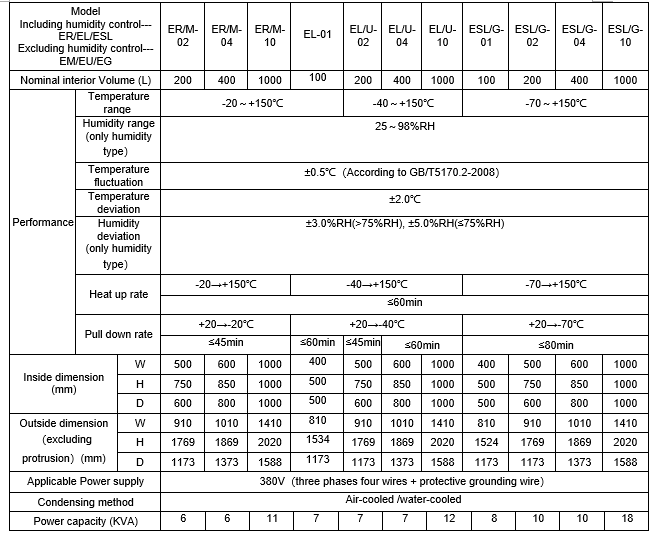 Model
Including humidity control---
ER/EL/ESL
Excluding humidity control---
EM/EU/EG
ER/M-02 ER/M-04 ER/M-10 EL-01 EL/U-02 EL/U-04 EL/U-10 ESL/G-01 ESL/G-02 ESL/G-04 ESL/G-10
Nominal interior Volume (L) 200 400 1000 100 200 400 1000 100 200 400 1000
Performance
Temperature range -20～+150℃ -40～+150℃ -70～+150℃
Humidity range (only humidity type) 25～98%RH
Temperature fluctuation ±0.5℃（According to GB/T5170.2-2008）
Temperature deviation ±2.0℃
Humidity deviation (only humidity type) ±3.0%RH(>75%RH), ±5.0%RH(≤75%RH)
Heat up rate -20→+150℃ -40→+150℃ -70→+150℃
≤60min
Pull down rate +20→-20℃ +20→-40℃ +20→-70℃
≤45min ≤60min ≤45min ≤60min ≤80min
Inside dimension (mm)
W 500 600 1000 400 500 600 1000 400 500 600 1000
H 750 850 1000 500 750 850 1000 500 750 850 1000
D 600 800 1000 500 600 800 1000 500 600 800 1000
Outside dimension （excluding protrusion）(mm)
W 910 1010 1410 810 910 1010 1410 810 910 1010 1410
H 1769 1869 2020 1534 1769 1869 2020 1524 1769 1869 2020
D 1173 1373 1588 1173 1173 1373 1588 1173 1173 1373 1588
Applicable Power supply 380V（three phases four wires + protective grounding wire）
Condensing method Air-cooled /water-cooled
Power capacity (KVA) 6 6 11 7 7 7 12 8 10 10 18